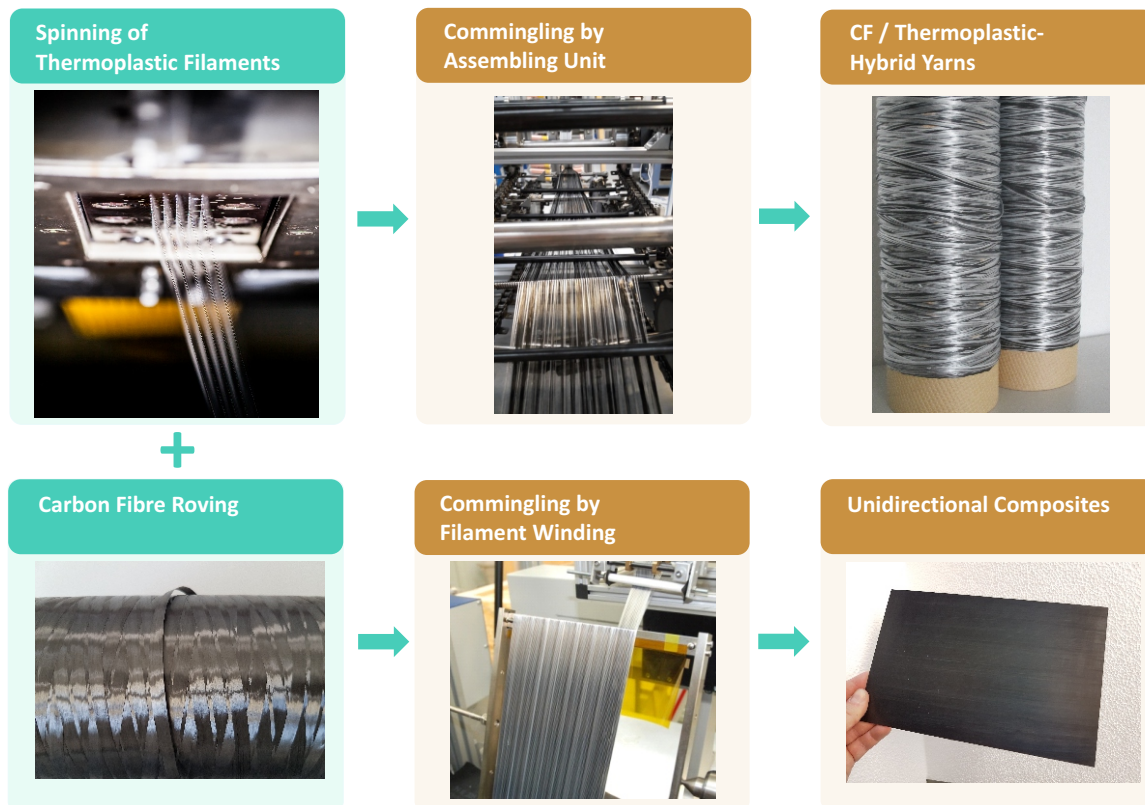 Spinning of
Thermoplastic Filaments
Commingling by
Assembling Unit
CF / Thermoplastic-
Hybrid Yarns
Carbon Fibre Roving
Commingling by
Filament Winding
Unidirectional Composites